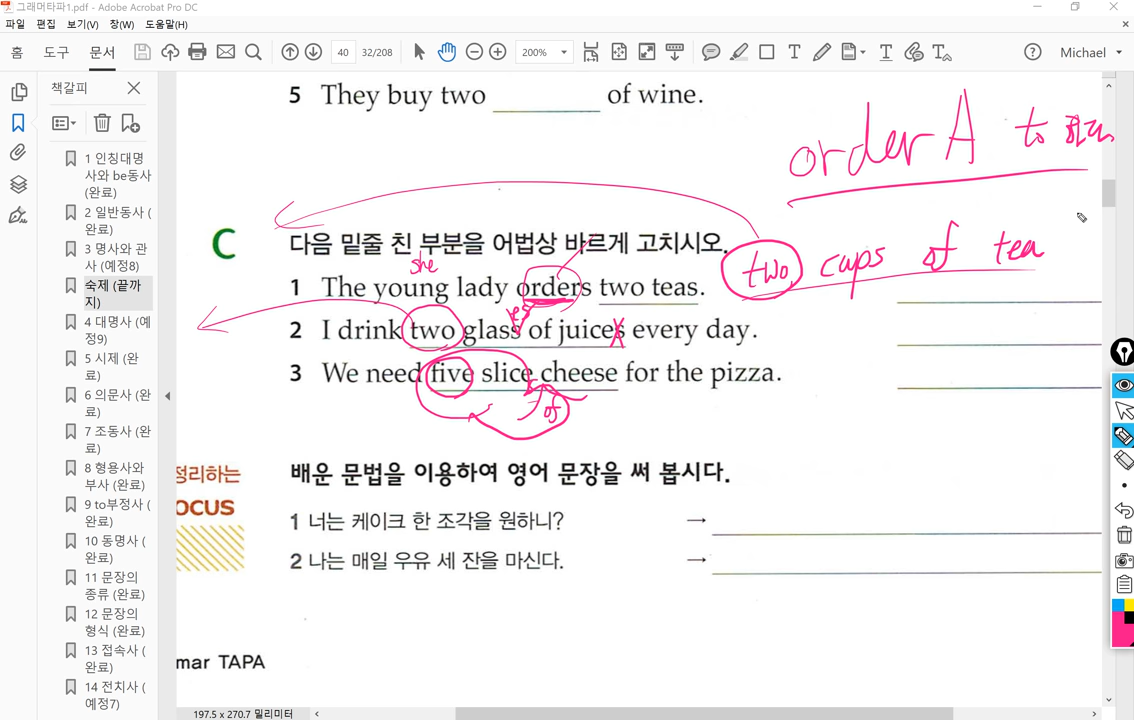 그래머타파1.pdf - Adobe Acrobat Pro DC
파일 편집 보기(V) 창(W) 도움말(H)
홈 도구 문서 40 32/208 200% Michael
책갈피
1 인칭대명
사와 be동사
(완료)
2 일반동사 (
완료)
3 명사와 관
사 (예정8)
숙제 (끝까
지)
4 대명사 (예
정9)
5 시제 (완
료)
6 의문사 (완
료)
7 조동사 (완
료)
8 형용사와
부사 (완료)
9 to부정사 (
완료)
10 동명사 (
완료)
11 문장의
종류 (완료)
12 문장의
형식 (완료)
13 접속사 (
완료)
14 전치사 (
예정7)
5 They buy two ________ of wine.
order A to
C 다음 밑줄 친 부분을 어법상 바르게 고치시오.
two cups of tea
she
1 The young lady orders two teas.
es
2 I drink two glass of juices every day.
3 We need five slice cheese for the pizza.
of
정리하는
OCUS
배운 문법을 이용하여 영어 문장을 써 봅시다.
1 너는 케이크 한 조각을 원하니? →
2 나는 매일 우유 세 잔을 마신다. →
mar TAPA
197.5 x 270.7 밀리미터